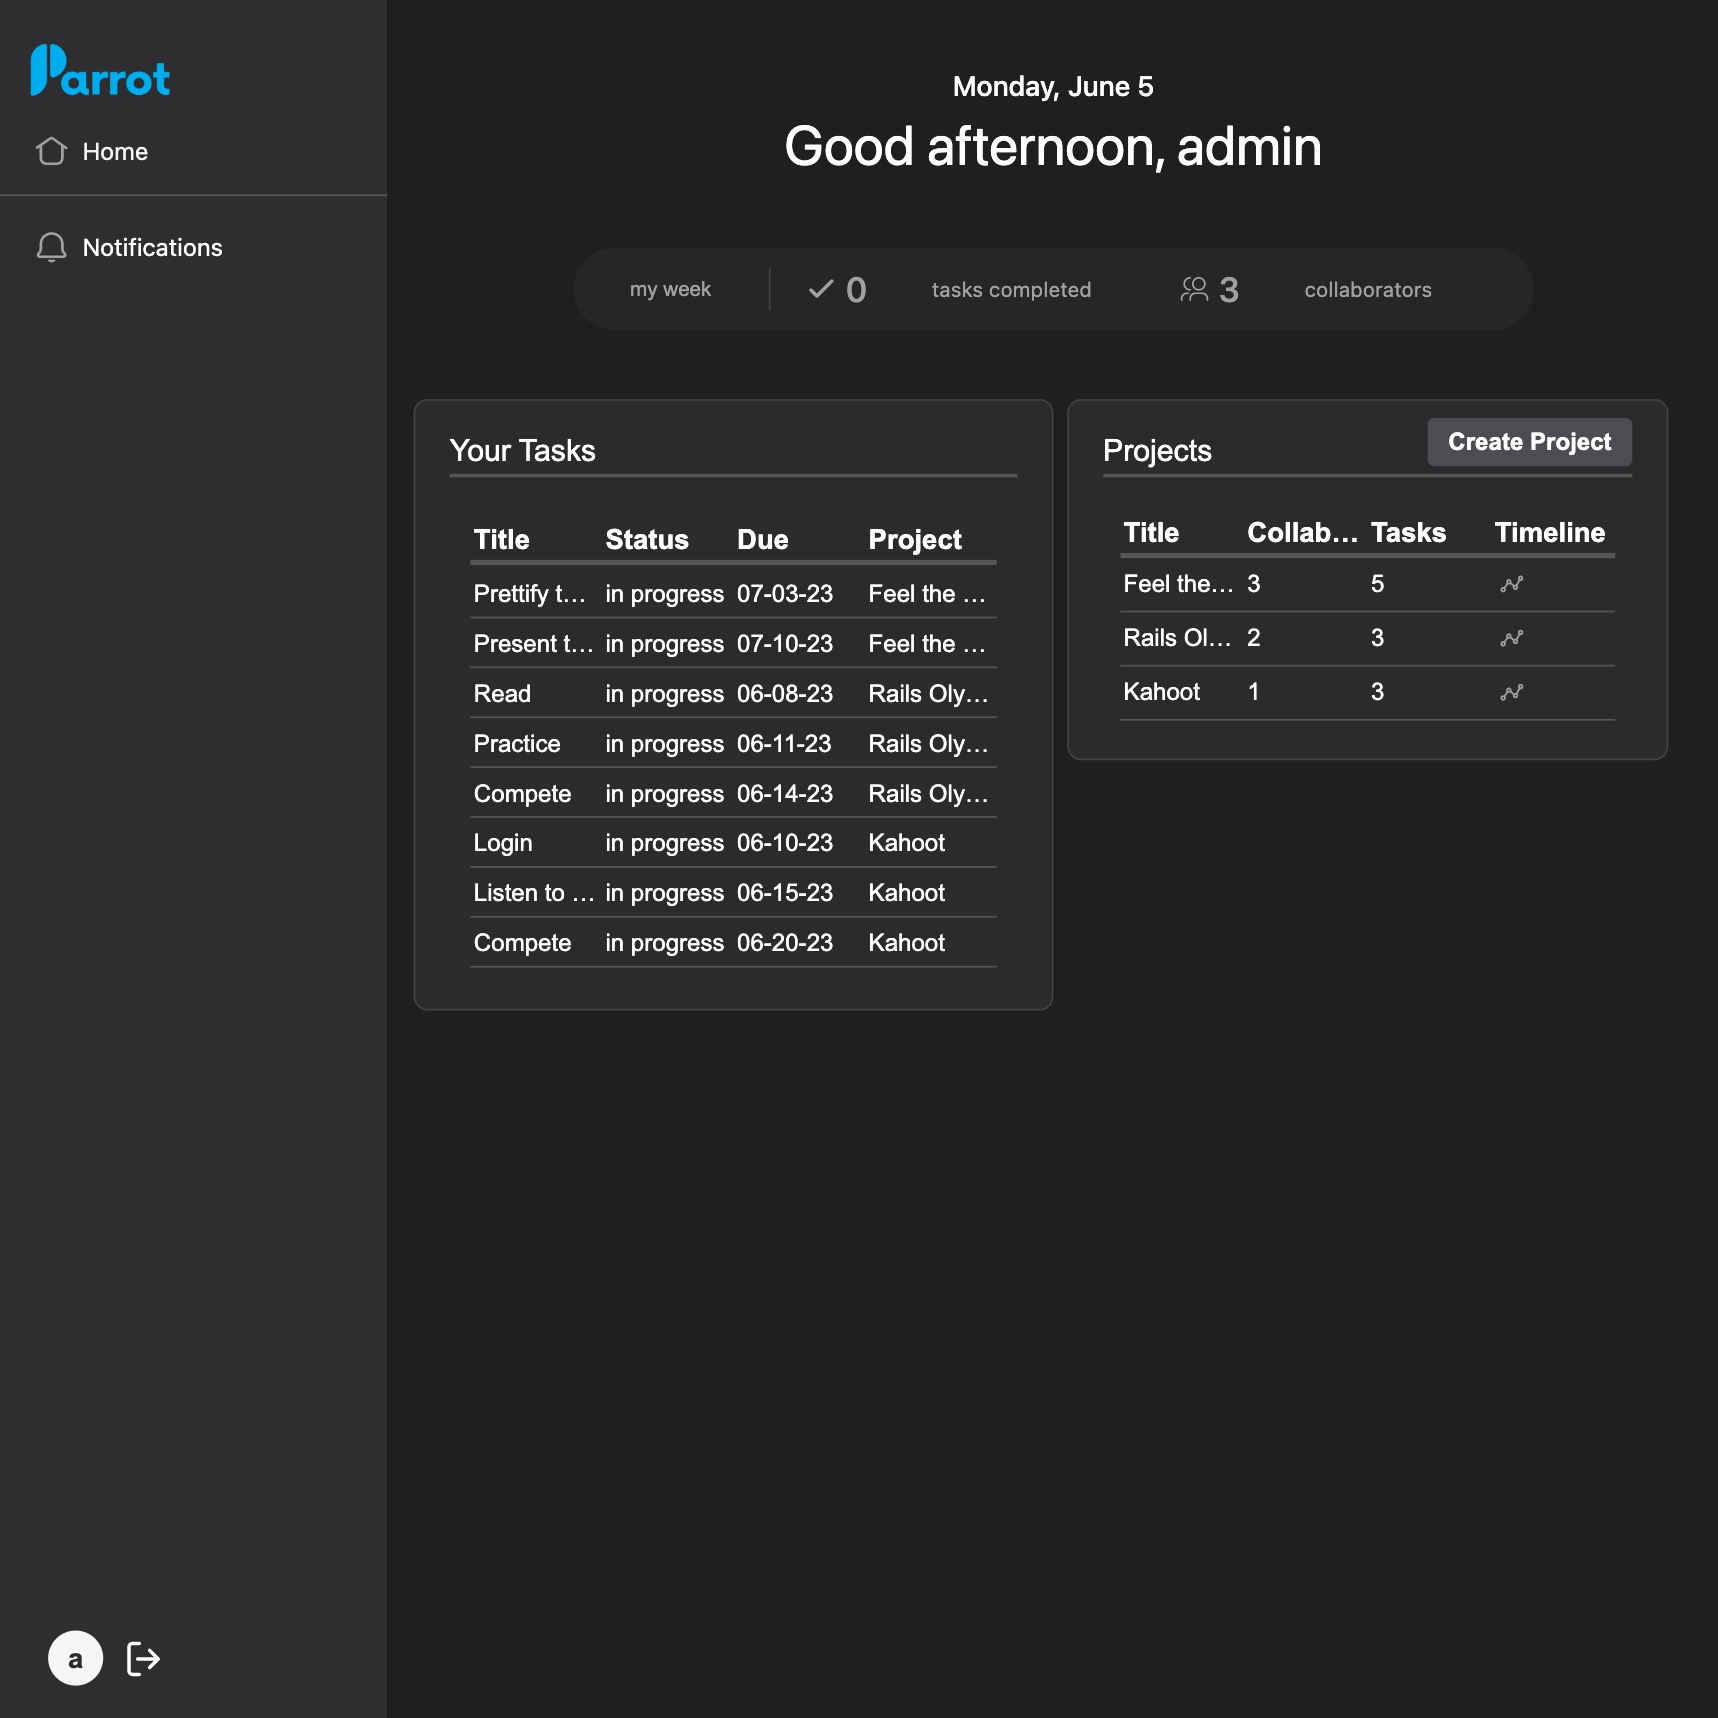 Parrot
Home
Notifications
Monday, June 5
Good afternoon, admin
my week 0 tasks completed 3 collaborators
Your Tasks
Title Status Due Project
Prettify t... in progress 07-03-23 Feel the ...
Present t... in progress 07-10-23 Feel the ...
Read in progress 06-08-23 Rails Oly...
Practice in progress 06-11-23 Rails Oly...
Compete in progress 06-14-23 Rails Oly...
Login in progress 06-10-23 Kahoot
Listen to ... in progress 06-15-23 Kahoot
Compete in progress 06-20-23 Kahoot
Projects Create Project
Title Collab... Tasks Timeline
Feel the... 3 5
Rails Ol... 2 3
Kahoot 1 3
a